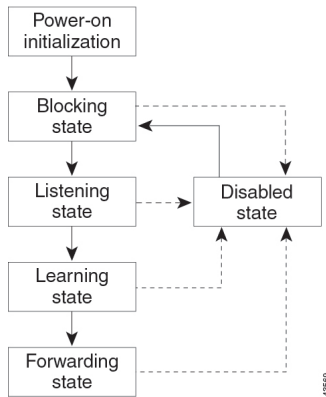 Power-on
initialization
Blocking
state
Listening
state
Disabled
state
Learning
state
Forwarding
state